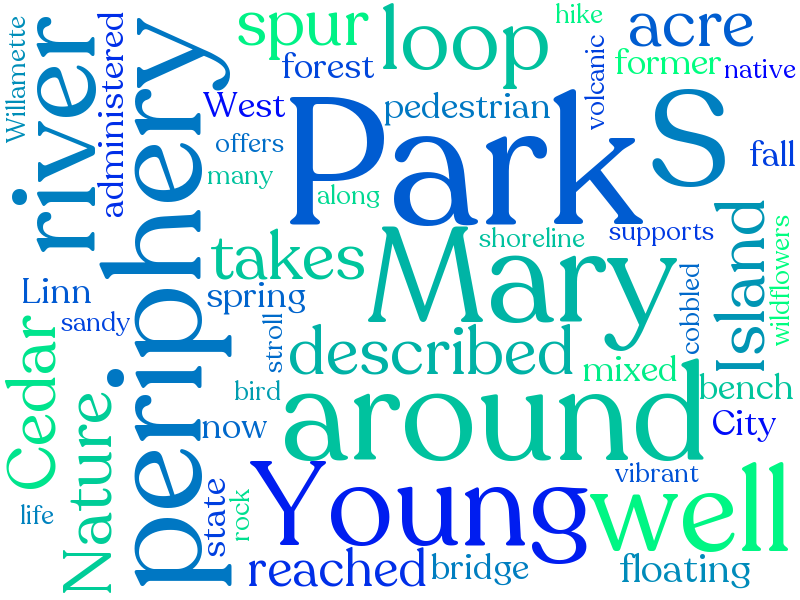 Willamette
river
administered
periphery
spur
loop
hike
acre
forest
volcanic
former
native
West
pedestrian
Park
S
offers
many
along
fall
shoreline
supports
takes
Mary
Island
wildflowers
Linn
spring
sandy
stroll
cobbled
described
mixed
bench
Cedar
Nature
bird
around
City
now
vibrant
state
rock
Young
well
life
reached
bridge
floating